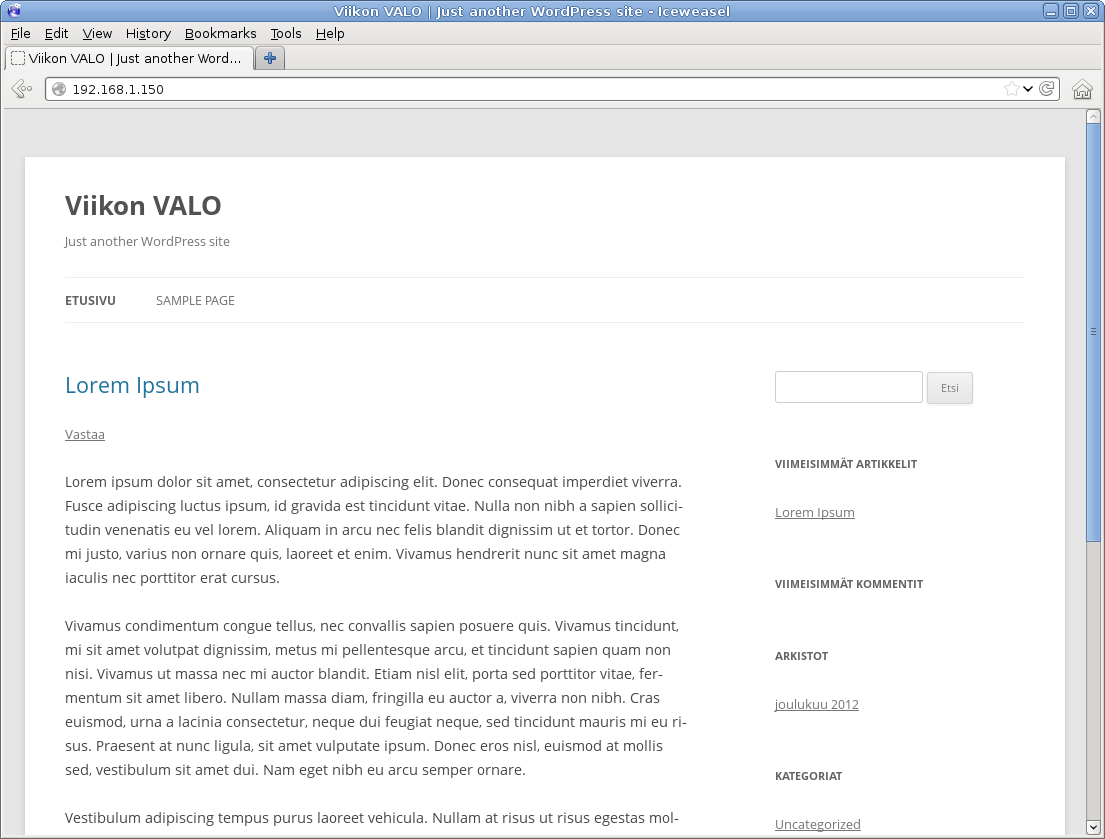 Viikon VALO | Just another WordPress site - Iceweasel
File Edit View History Bookmarks Tools Help
Viikon VALO | Just another Word...
192.168.1.150
Viikon VALO
Just another WordPress site
ETUSIVU SAMPLE PAGE
Lorem Ipsum
Vastaa
Lorem ipsum dolor sit amet, consectetur adipiscing elit. Donec consequat imperdiet viverra.
Fusce adipiscing luctus ipsum, id gravida est tincidunt vitae. Nulla non nibh a sapien sollici-
tudin venenatis eu vel lorem. Aliquam in arcu nec felis blandit dignissim ut et tortor. Donec
mi justo, varius non ornare quis, laoreet et enim. Vivamus hendrerit nunc sit amet magna
iaculis nec porttitor erat cursus.
Vivamus condimentum congue tellus, nec convallis sapien posuere quis. Vivamus tincidunt,
mi sit amet volutpat dignissim, metus mi pellentesque arcu, et tincidunt sapien quam non
nisi. Vivamus ut massa nec mi auctor blandit. Etiam nisl elit, porta sed porttitor vitae, fer-
mentum sit amet libero. Nullam massa diam, fringilla eu auctor a, viverra non nibh. Cras
euismod, urna a lacinia consectetur, neque dui feugiat neque, sed tincidunt mauris mi eu ri-
sus. Praesent at nunc ligula, sit amet vulputate ipsum. Donec eros nisl, euismod at mollis
sed, vestibulum sit amet dui. Nam eget nibh eu arcu semper ornare.
Vestibulum adipiscing tempus purus laoreet vehicula. Nullam at risus ut risus egestas mol-
Etsi
VIIMEISIMMÄT ARTIKKELIT
Lorem Ipsum
VIIMEISIMMÄT KOMMENTIT
ARKISTOT
joulukuu 2012
KATEGORIAT
Uncategorized